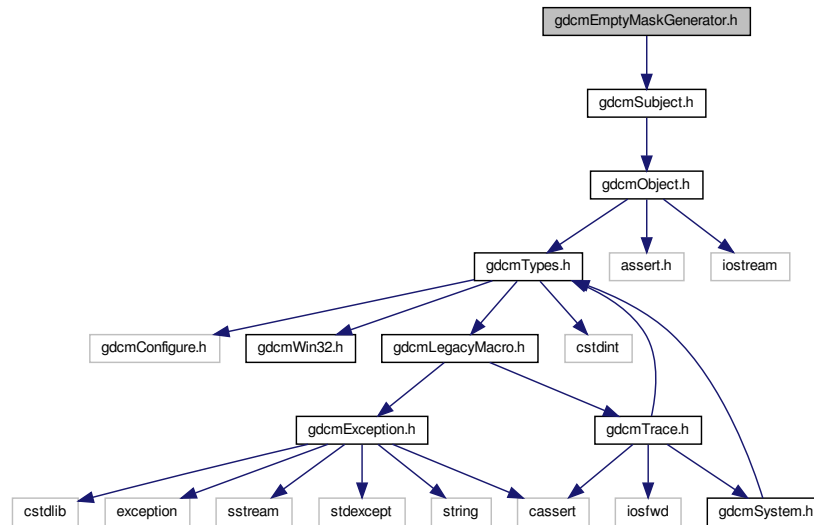 gdcmEmptyMaskGenerator.h
gdcmSubject.h
gdcmObject.h
gdcmTypes.h
assert.h
iostream
gdcmConfigure.h
gdcmWin32.h
gdcmLegacyMacro.h
cstdint
gdcmException.h
gdcmTrace.h
cstdlib
exception
sstream
stdexcept
string
cassert
iosfwd
gdcmSystem.h